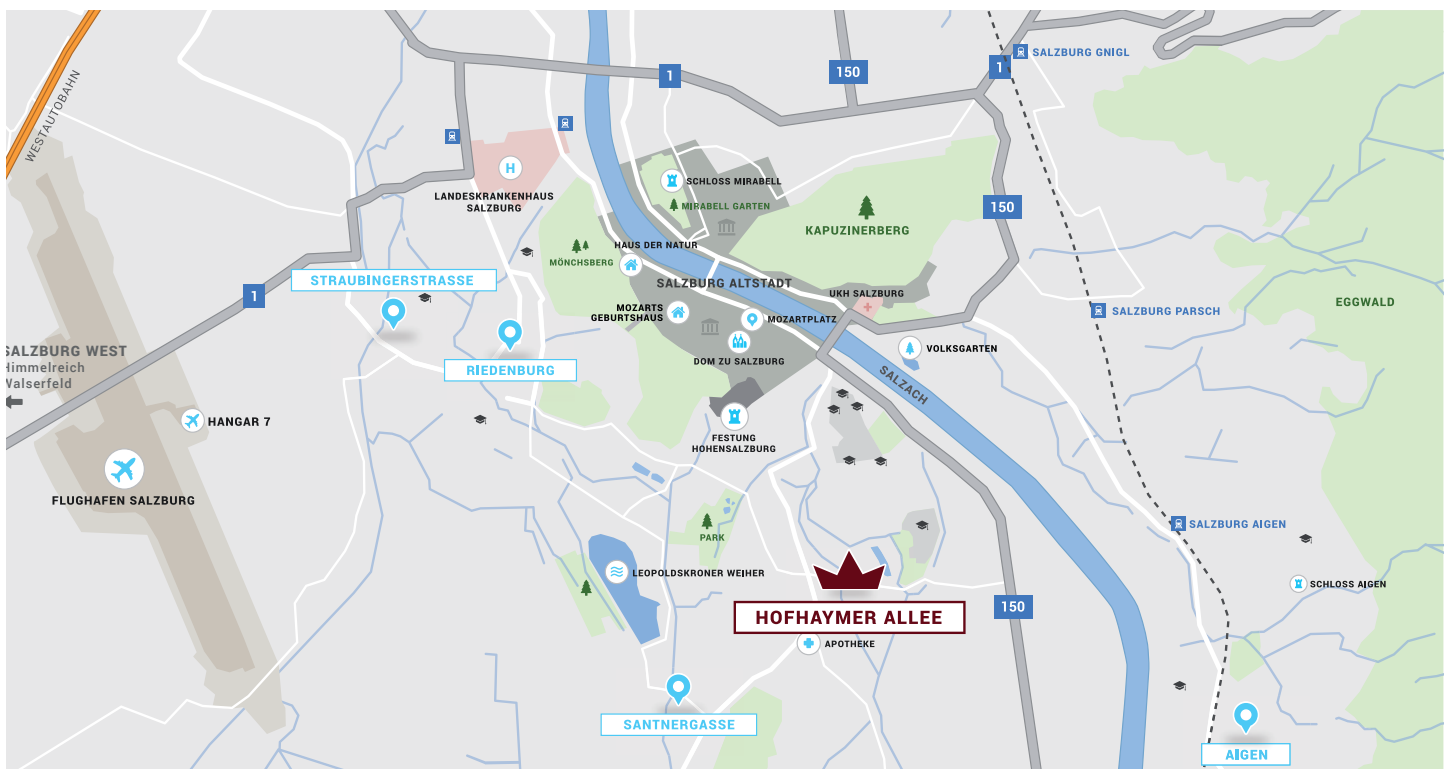 WESTAUTOBAHN
1
150
1
SALZBURG GNIGL
H
LANDESKRANKENHAUS
SALZBURG
SCHLOSS MIRABELL
MIRABELL GARTEN
150
KAPUZINERBERG
HAUS DER NATUR
MÖNCHSBERG
STRAUBINGERSTRASSE
SALZBURG ALTSTADT
UKH SALZBURG
1
EGGWALD
MOZARTS
GEBURTSHAUS
MOZARTPLATZ
SALZBURG PARSCH
SALZBURG WEST
Himmelreich
Walserfeld
DOM ZU SALZBURG
VOLKSGARTEN
RIEDENBURG
SALZACH
HANGAR 7
FESTUNG
HOHENSALZBURG
FLUGHAFEN SALZBURG
SALZBURG AIGEN
PARK
LEOPOLDSKRONER WEIHER
SCHLOSS AIGEN
HOFHAYMER ALLEE
150
APOTHEKE
SANTNERGASSE
AIGEN